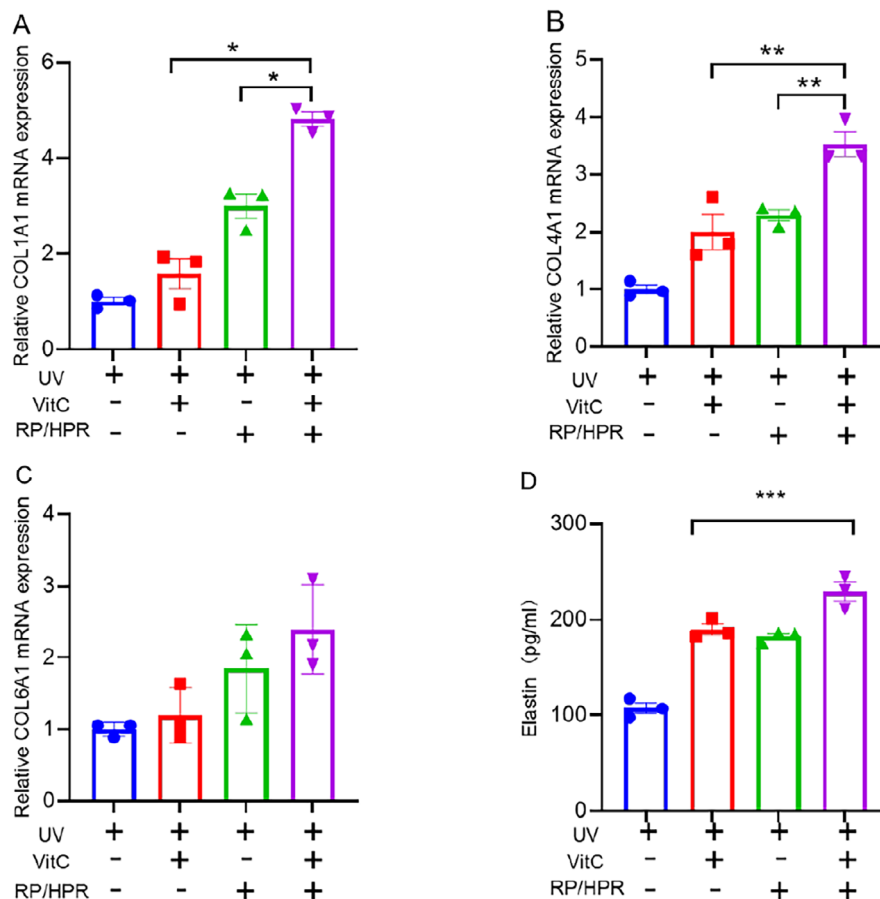 A
Relative COL1A1 mRNA expression
6
4
2
0
*
*
UV + + + +
VitC - + - +
RP/HPR - - + +
B
Relative COL4A1 mRNA expression
5
4
3
2
1
0
**
**
UV + + + +
VitC - + - +
RP/HPR - - + +
C
Relative COL6A1 mRNA expression
4
3
2
1
0
UV + + + +
VitC - + - +
RP/HPR - - + +
D
Elastin（pg/ml）
300
200
100
0
***
UV + + + +
VitC - + - +
RP/HPR - - + +